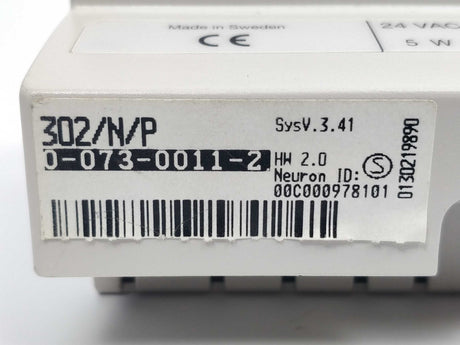 Made in Sweden
CE
24 VAC
5 W
302/N/P
SysV.3.41
0-073-0011-2
HW 2.0
Neuron ID:
00C000978101
S
0130219890